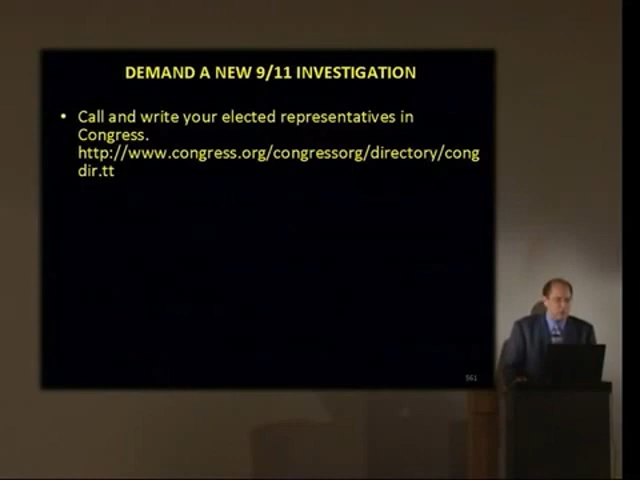 DEMAND A NEW 9/11 INVESTIGATION
• Call and write your elected representatives in
Congress.
http://www.congress.org/congressorg/directory/cong
dir.tt
561